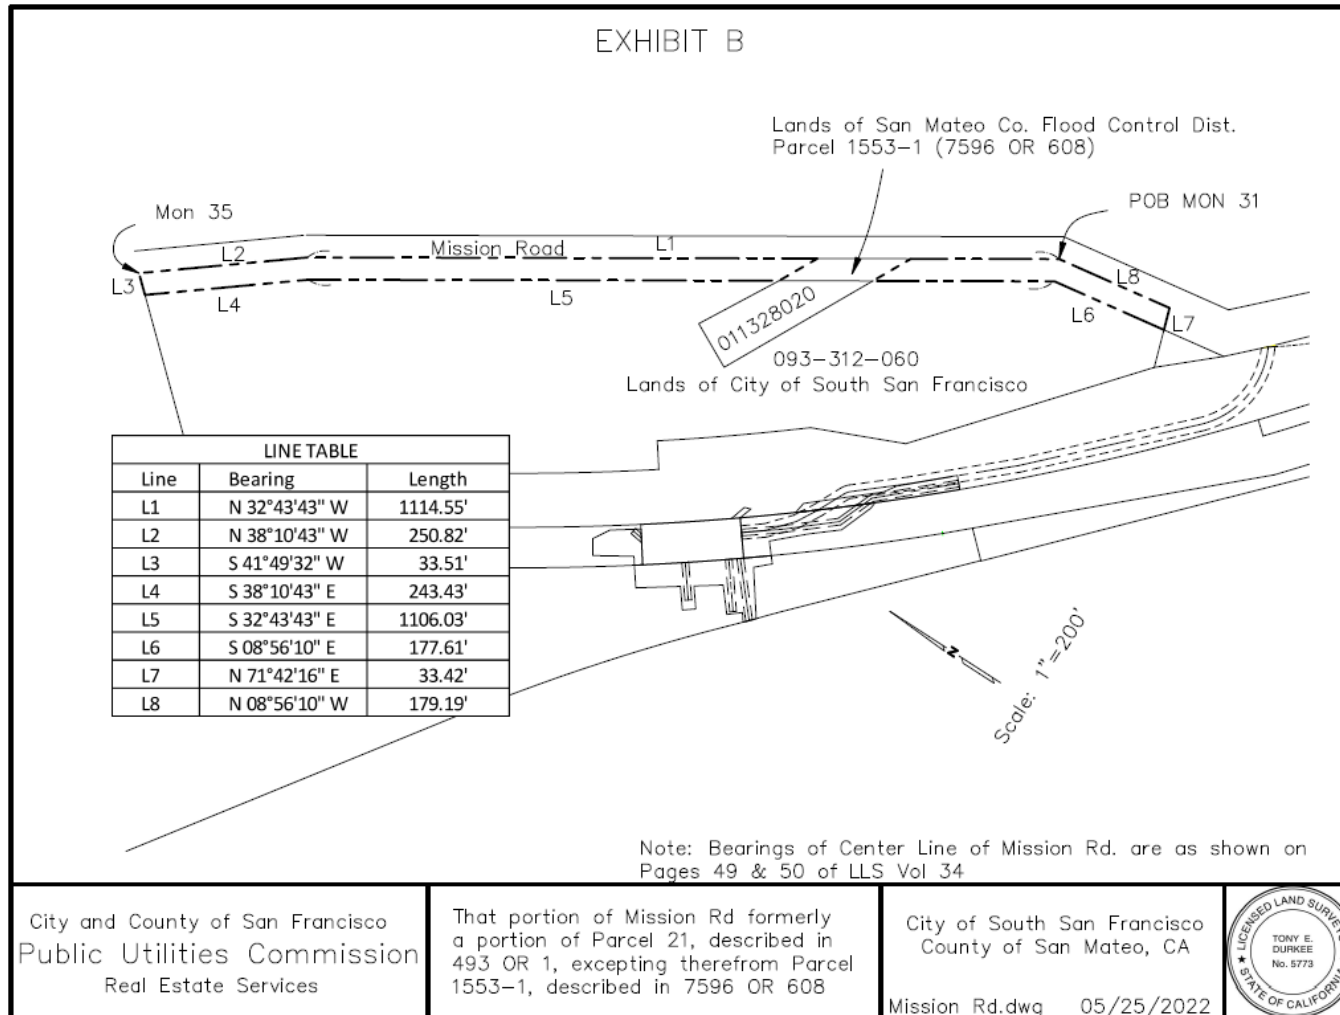 EXHIBIT B
Lands of San Mateo Co. Flood Control Dist.
Parcel 1553-1 (7596 OR 608)
Mon 35
POB MON 31
L2
Mission Road
L1
L3
L4
L5
L8
L6
L7
011328020
093-312-060
Lands of City of South San Francisco
LINE TABLE
Line Bearing Length
L1 N 32°43'43" W 1114.55'
L2 N 38°10'43" W 250.82'
L3 S 41°49'32" W 33.51'
L4 S 38°10'43" E 243.43'
L5 S 32°43'43" E 1106.03'
L6 S 08°56'10" E 177.61'
L7 N 71°42'16" E 33.42'
L8 N 08°56'10" W 179.19'
N
Scale: 1"=200'
Note: Bearings of Center Line of Mission Rd. are as shown on
Pages 49 & 50 of LLS Vol 34
City and County of San Francisco
Public Utilities Commission
Real Estate Services
That portion of Mission Rd formerly
a portion of Parcel 21, described in
493 OR 1, excepting therefrom Parcel
1553-1, described in 7596 OR 608
City of South San Francisco
County of San Mateo, CA
Mission Rd.dwg 05/25/2022
LICENSED LAND
TONY E.
DURKEE
No. 5773
STATE OF